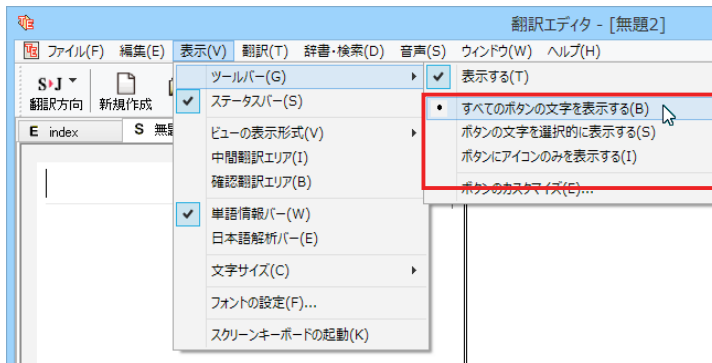 翻訳エディタ - [無題2]
ファイル(F) 編集(E) 表示(V) 翻訳(T) 辞書・検索(D) 音声(S) ウィンドウ(W) ヘルプ(H)
S▸J
翻訳方向 新規作成
E index S 無
ツールバー(G)
ステータスバー(S)
ビューの表示形式(V)
中間翻訳エリア(I)
確認翻訳エリア(B)
単語情報バー(W)
日本語解析バー(E)
文字サイズ(C)
フォントの設定(F)...
スクリーンキーボードの起動(K)
表示する(T)
すべてのボタンの文字を表示する(B)
ボタンの文字を選択的に表示する(S)
ボタンにアイコンのみを表示する(I)
ボタンのカスタマイズ(E)...